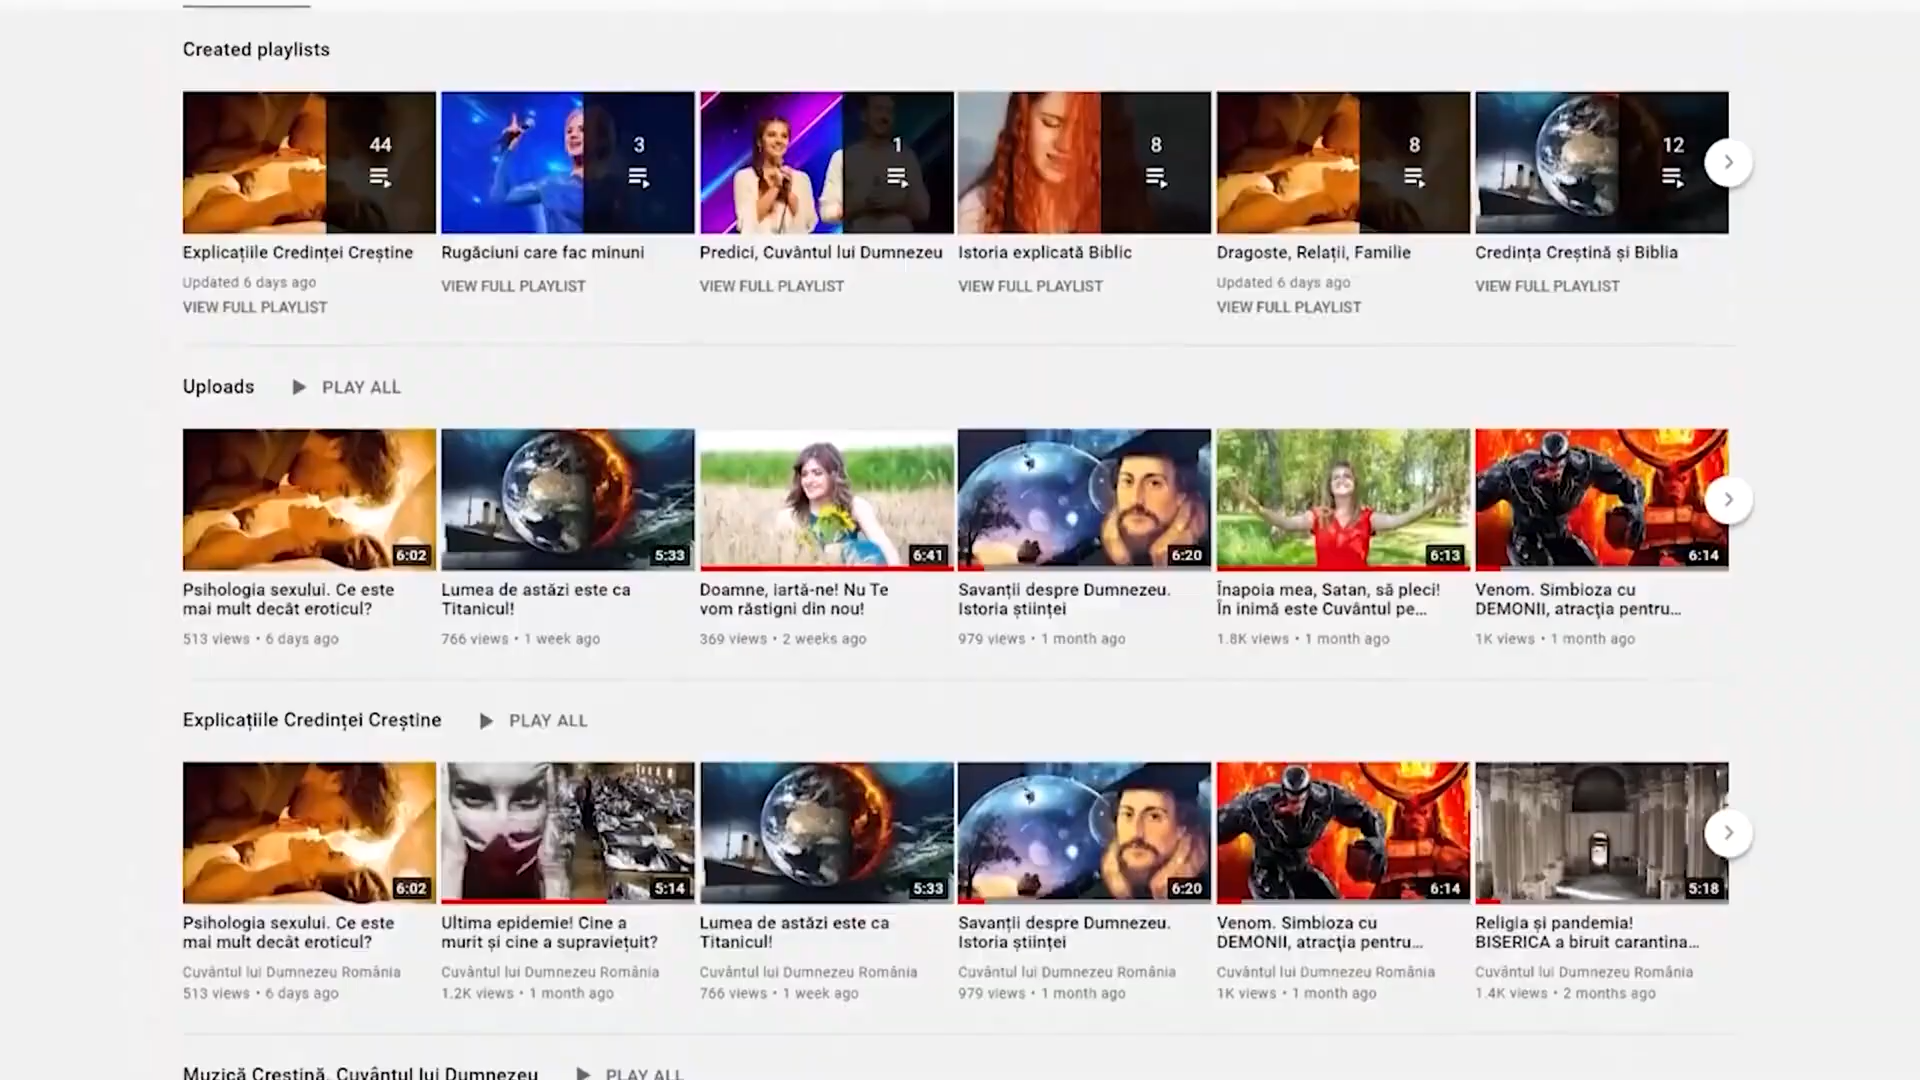 Created playlists
44
3
1
8
8
12
Explicațiile Credinței Creștine
Rugăciuni care fac minuni
Predici, Cuvântul lui Dumnezeu
Istoria explicată Biblic
Dragoste, Relații, Familie
Credința Creștină și Biblia
Updated 6 days ago
VIEW FULL PLAYLIST
VIEW FULL PLAYLIST
VIEW FULL PLAYLIST
VIEW FULL PLAYLIST
Updated 6 days ago
VIEW FULL PLAYLIST
VIEW FULL PLAYLIST
Uploads
PLAY ALL
6:02
5:33
6:41
6:20
6:13
6:14
Psihologia sexului. Ce este
mai mult decât eroticul?
513 views • 6 days ago
Lumea de astăzi este ca
Titanicul!
766 views • 1 week ago
Doamne, iartă-ne! Nu Te
vom răstigni din nou!
369 views • 2 weeks ago
Savanții despre Dumnezeu.
Istoria științei
979 views • 1 month ago
Înapoia mea, Satan, să pleci!
În inimă este Cuvântul pe...
1.8K views • 1 month ago
Venom. Simbioza cu
DEMONII, atracția pentru...
1K views • 1 month ago
Explicațiile Credinței Creștine
PLAY ALL
6:02
5:14
5:33
6:20
6:14
5:18
Psihologia sexului. Ce este
mai mult decât eroticul?
Cuvântul lui Dumnezeu România
513 views • 6 days ago
Ultima epidemie! Cine a
murit și cine a supraviețuit?
Cuvântul lui Dumnezeu România
1.2K views • 1 month ago
Lumea de astăzi este ca
Titanicul!
Cuvântul lui Dumnezeu România
766 views • 1 week ago
Savanții despre Dumnezeu.
Istoria științei
Cuvântul lui Dumnezeu România
979 views • 1 month ago
Venom. Simbioza cu
DEMONII, atracția pentru...
Cuvântul lui Dumnezeu România
1K views • 1 month ago
Religia și pandemia!
BISERICA a biruit carantina...
Cuvântul lui Dumnezeu România
1.4K views • 2 months ago
Muzică Creștină, Cuvântul lui Dumnezeu
PLAY ALL